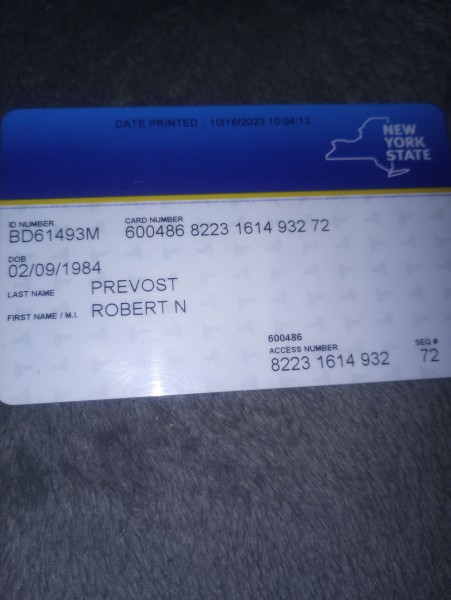 DATE PRINTED : 10/16/2023 10:04:13
NEW
YORK
STATE
ID NUMBER
BD61493M
CARD NUMBER
600486 8223 1614 932 72
DOB
02/09/1984
LAST NAME PREVOST
FIRST NAME / M.I. ROBERT N
600486
ACCESS NUMBER
8223 1614 932
SEQ #
72